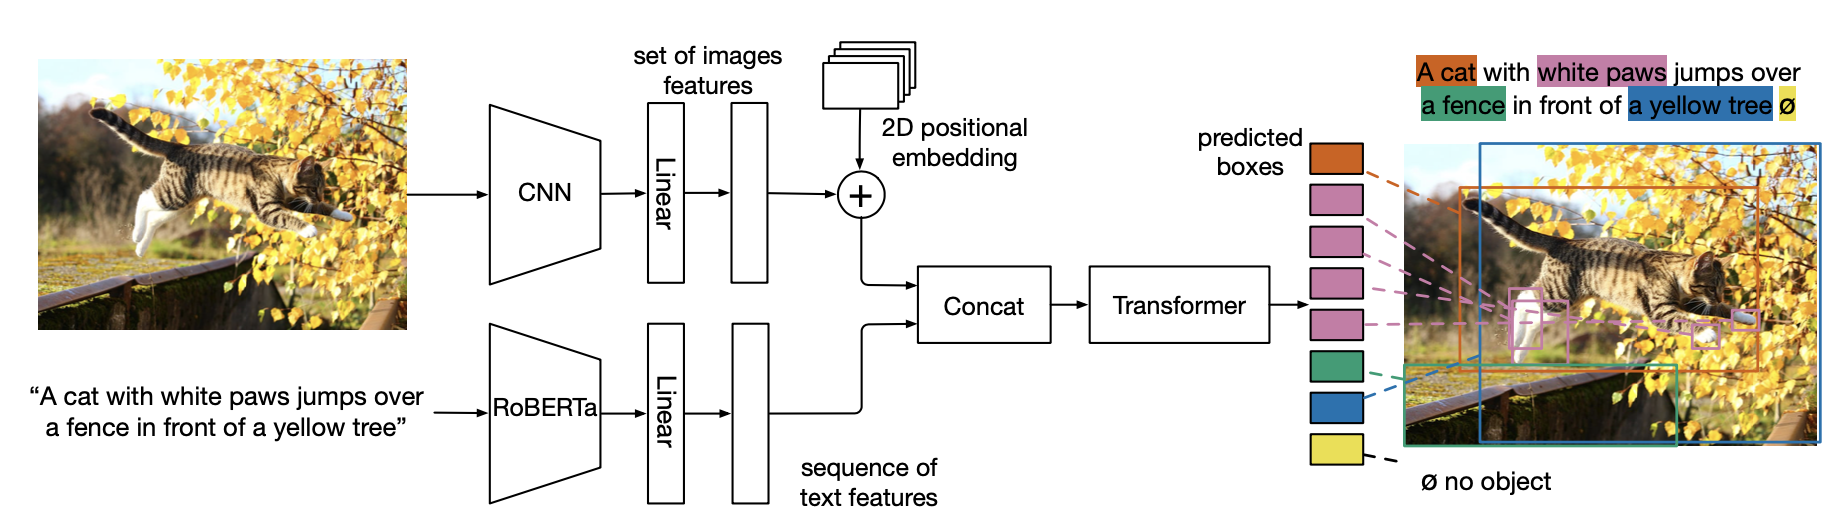 set of images
features
2D positional
embedding
CNN
Linear
+
“A cat with white paws jumps over
a fence in front of a yellow tree”
RoBERTa
Linear
sequence of
text features
Concat
Transformer
predicted
boxes
A cat with white paws jumps over
a fence in front of a yellow tree ø
ø no object